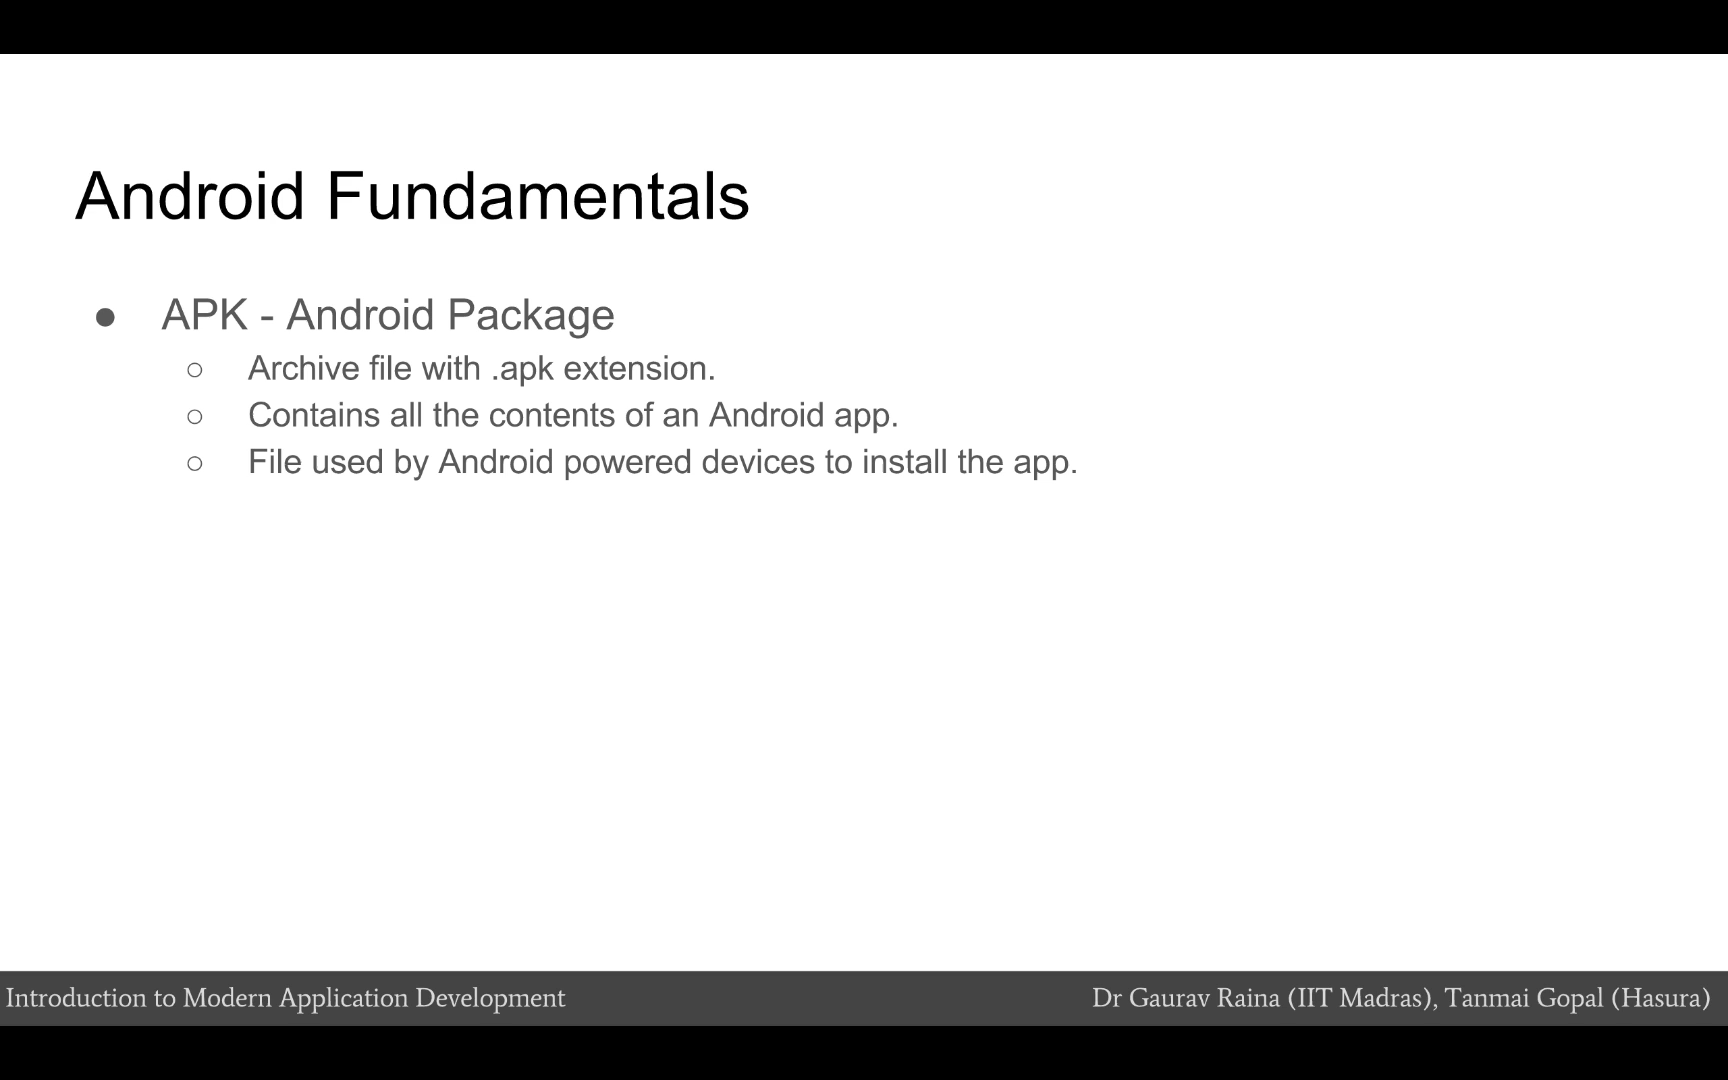 Android Fundamentals
● APK - Android Package
○ Archive file with .apk extension.
○ Contains all the contents of an Android app.
○ File used by Android powered devices to install the app.
Introduction to Modern Application Development
Dr Gaurav Raina (IIT Madras), Tanmai Gopal (Hasura)